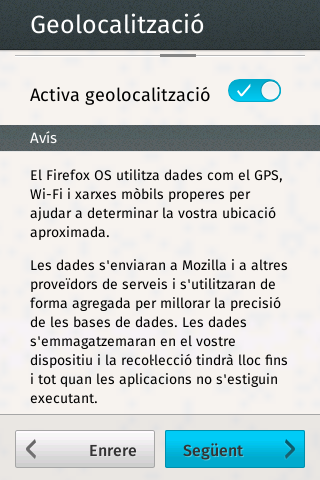 Geolocalització
Activa geolocalització
Avís
El Firefox OS utilitza dades com el GPS,
Wi-Fi i xarxes mòbils properes per
ajudar a determinar la vostra ubicació
aproximada.
Les dades s'enviaran a Mozilla i a altres
proveïdors de serveis i s'utilitzaran de
forma agregada per millorar la precisió
de les bases de dades. Les dades
s'emmagatzemaran en el vostre
dispositiu i la recol·lecció tindrà lloc fins
i tot quan les aplicacions no s'estiguin
executant.
Enrere
Següent